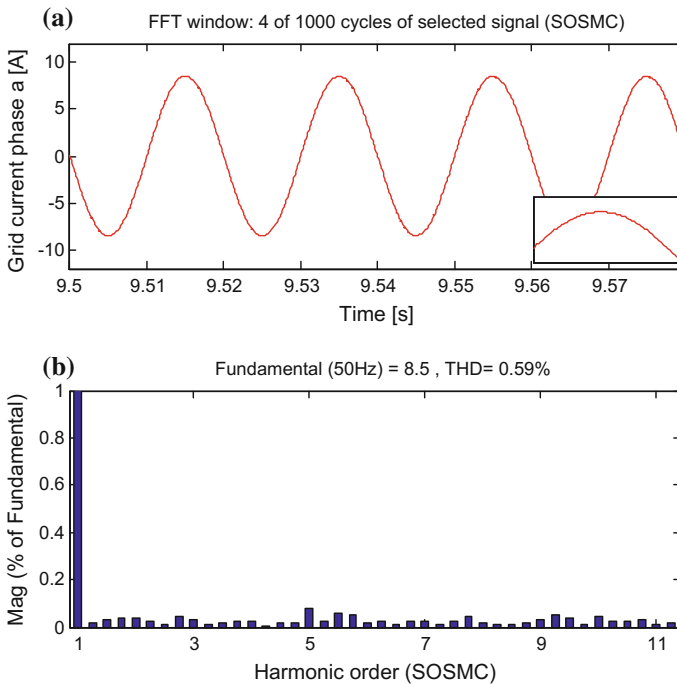 (a)
FFT window: 4 of 1000 cycles of selected signal (SOSMC)
Grid current phase a [A]
10
5
0
-5
-10
9.5 9.51 9.52 9.53 9.54 9.55 9.56 9.57
Time [s]
(b)
Fundamental (50Hz) = 8.5 , THD= 0.59%
Mag (% of Fundamental)
1
0.8
0.6
0.4
0.2
0
1 3 5 7 9 11
Harmonic order (SOSMC)